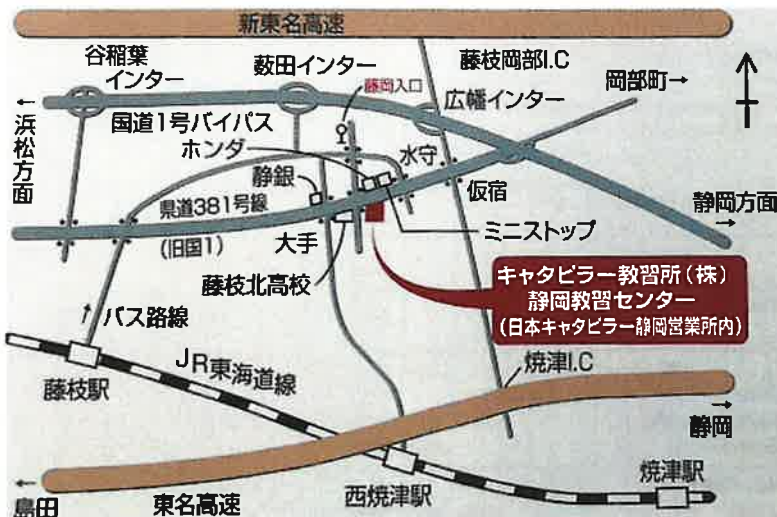 新東名高速
谷稲葉
インター
薮田インター
藤枝岡部I.C
岡部町→
藤岡入口
広幡インター
←
浜松方面
国道1号バイパス
ホンダ
水守
静銀
仮宿
静岡方面
→
県道381号線
(旧国1)
大手
ミニストップ
藤枝北高校
キャタピラー教習所(株)
静岡教習センター
(日本キャタピラー静岡営業所内)
→
バス路線
JR東海道線
藤枝駅
焼津I.C
→
静岡
←
島田
東名高速
西焼津駅
焼津駅